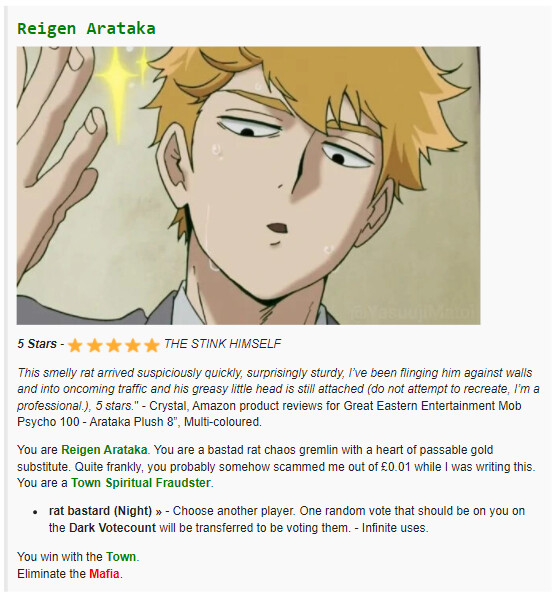 Reigen Arataka
5 Stars - ⭐⭐⭐⭐⭐ THE STINK HIMSELF
This smelly rat arrived suspiciously quickly, surprisingly sturdy, I've been flinging him against walls
and into oncoming traffic and his greasy little head is still attached (do not attempt to recreate, I'm a
professional.), 5 stars." - Crystal, Amazon product reviews for Great Eastern Entertainment Mob
Psycho 100 - Arataka Plush 8", Multi-coloured.
You are Reigen Arataka. You are a bastad rat chaos gremlin with a heart of passable gold
substitute. Quite frankly, you probably somehow scammed me out of £0.01 while I was writing this.
You are a Town Spiritual Fraudster.
• rat bastard (Night) » - Choose another player. One random vote that should be on you on
the Dark Votecount will be transferred to be voting them. - Infinite uses.
You win with the Town.
Eliminate the Mafia.